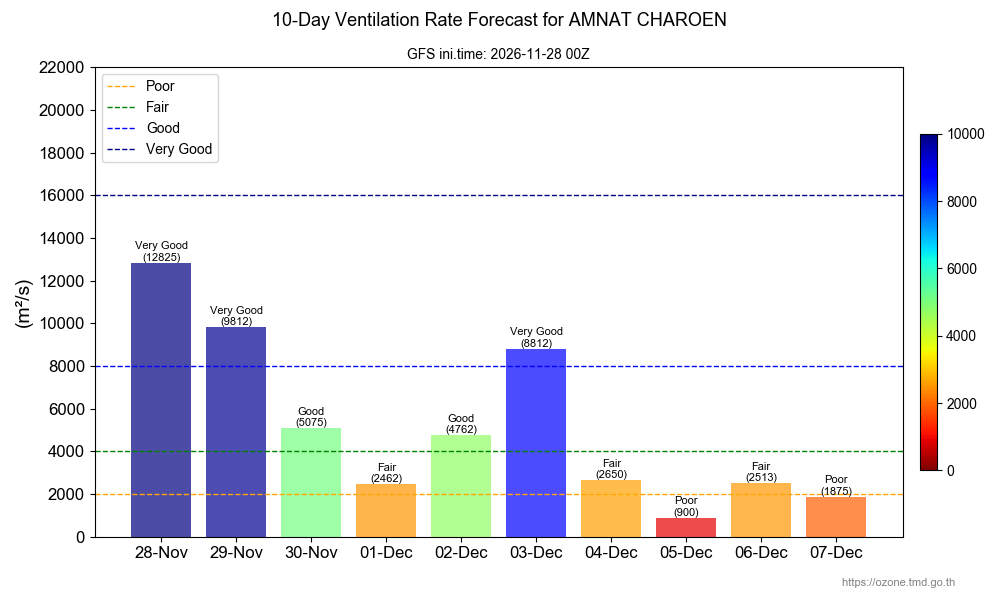 10-Day Ventilation Rate Forecast for AMNAT CHAROEN
GFS ini.time: 2026-11-28 00Z
(m²/s)
22000
20000
18000
16000
14000
12000
10000
8000
6000
4000
2000
0
Poor
Fair
Good
Very Good
Very Good
(12825)
Very Good
(9812)
Good
(5075)
Fair
(2462)
Good
(4762)
Very Good
(8812)
Fair
(2650)
Poor
(900)
Fair
(2513)
Poor
(1875)
28-Nov 29-Nov 30-Nov 01-Dec 02-Dec 03-Dec 04-Dec 05-Dec 06-Dec 07-Dec
10000
8000
6000
4000
2000
0
https://ozone.tmd.go.th